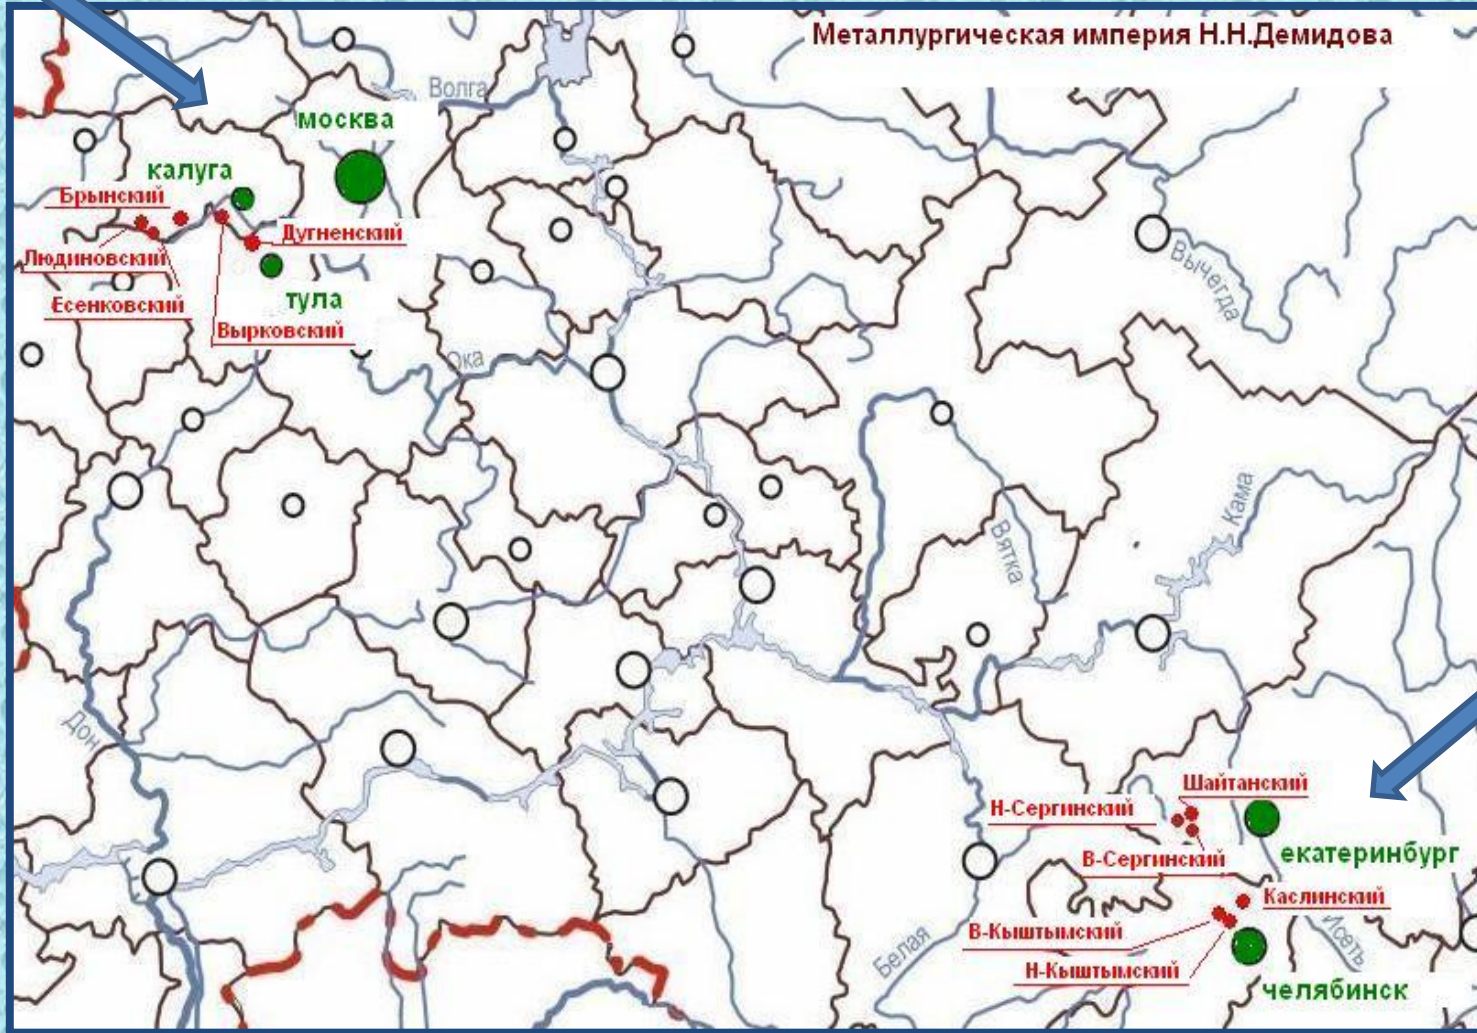 Металлургическая империя Н.Н.Демидова
Волга
москва
калуга
Брынский
Дугненский
Людиновский
Есенковский
тула
Вырковский
Вычегда
Ока
Кама
Вятка
Дон
Шайтанский
Н-Сергинский
В-Сергинский
екатеринбург
Каслинский
В-Кыштымский
Исеть
Белая
Н-Кыштымский
челябинск